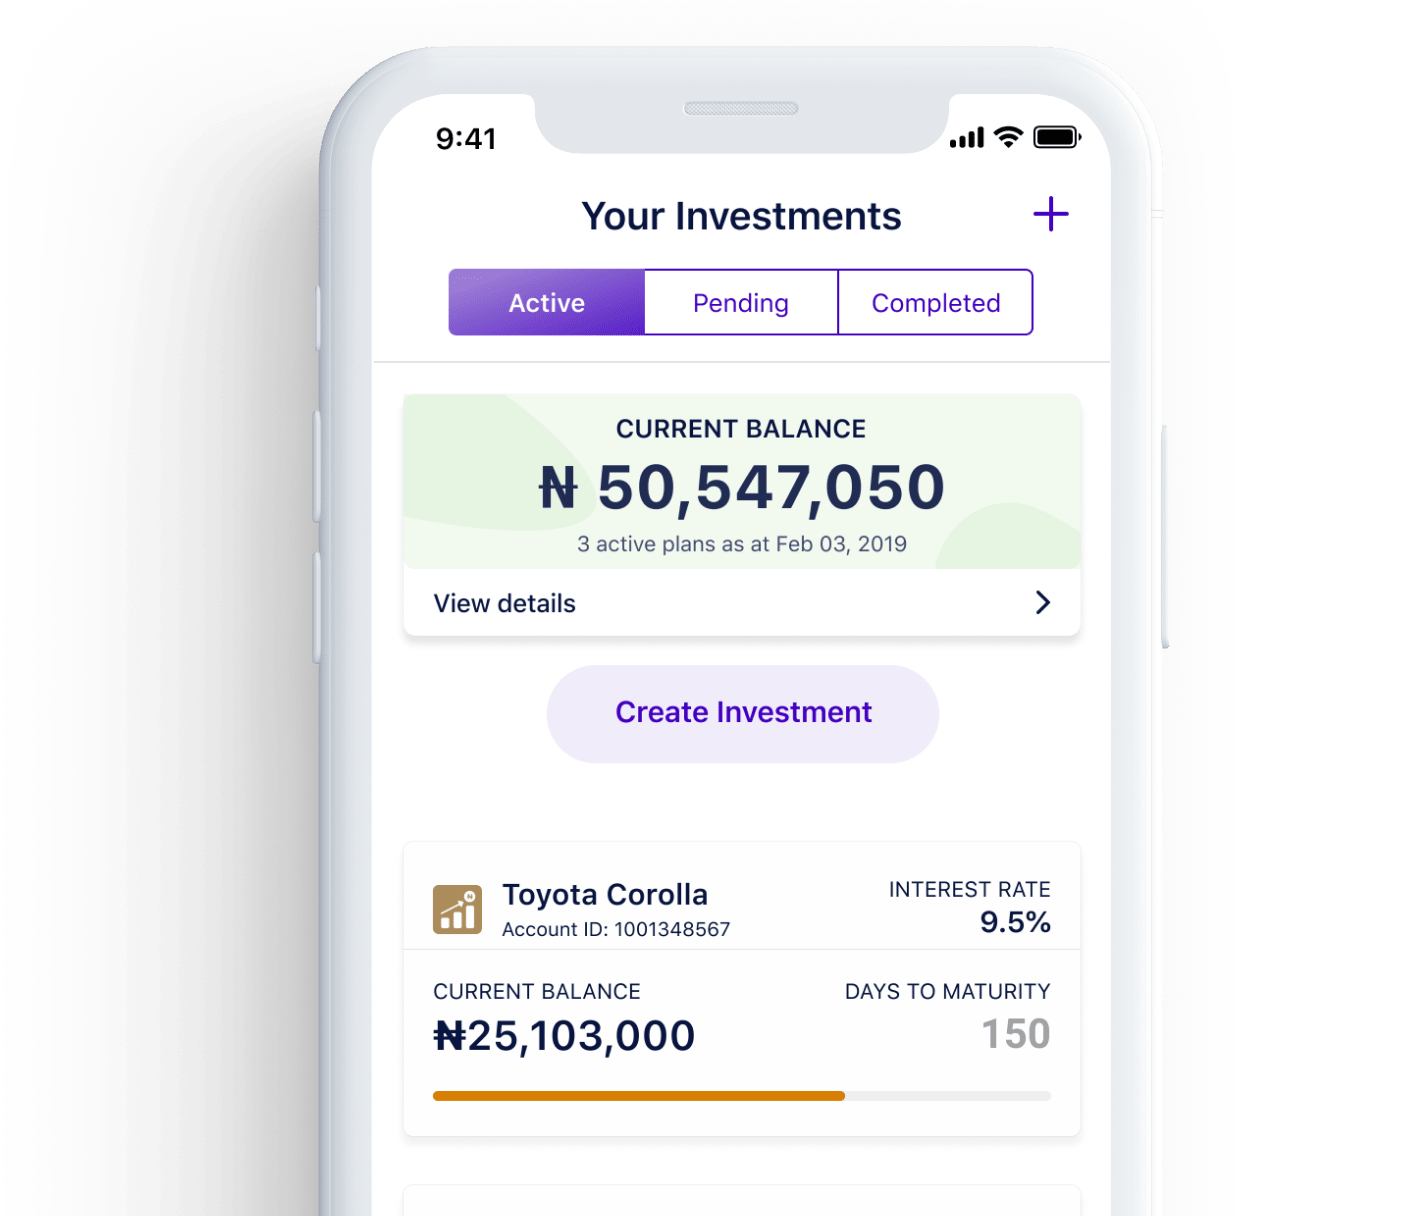 9:41
Your Investments
Active Pending Completed
CURRENT BALANCE
₦ 50,547,050
3 active plans as at Feb 03, 2019
View details
Create Investment
Toyota Corolla
Account ID: 1001348567
INTEREST RATE
9.5%
CURRENT BALANCE
₦25,103,000
DAYS TO MATURITY
150